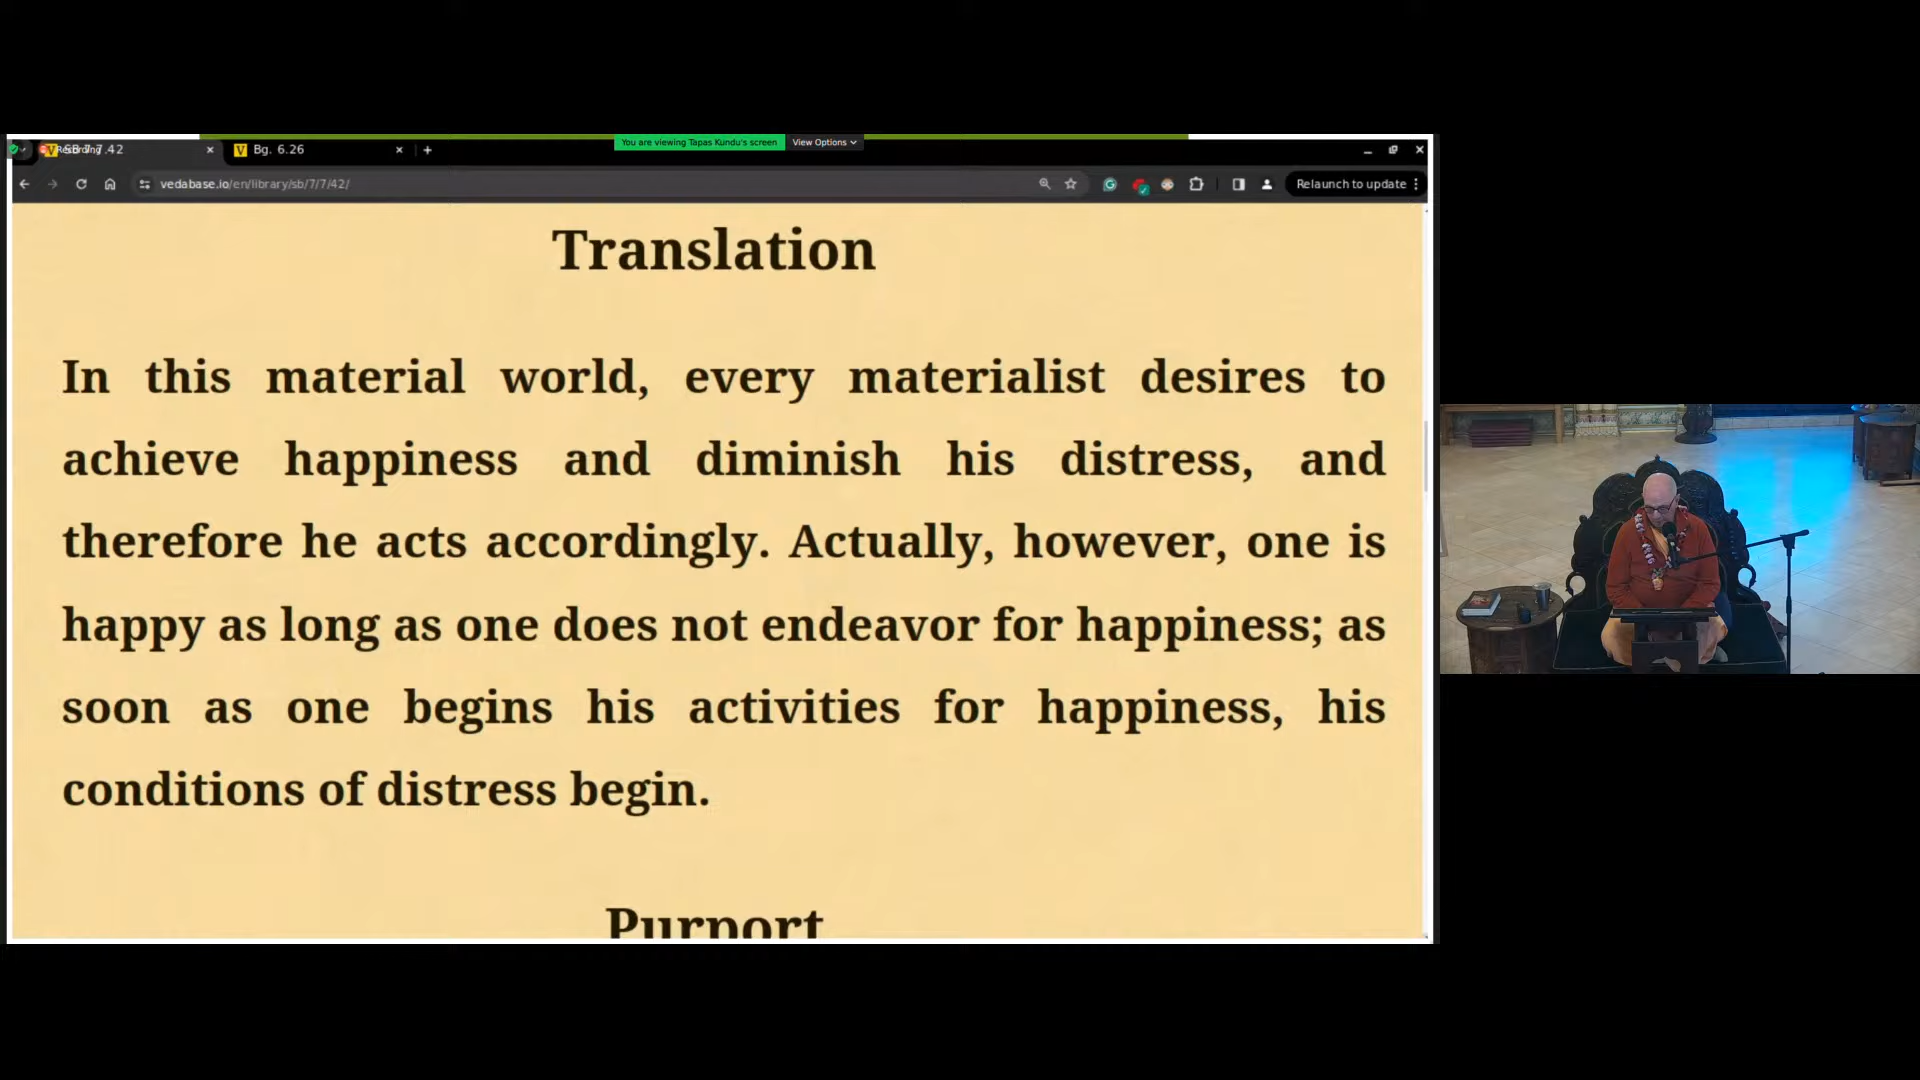 You are viewing Tapas Kundu's screen View Options
7.42 Bg. 6.26
vedabase.io/en/library/sb/7/7/42/ Relaunch to update
Translation
In this material world, every materialist desires to
achieve happiness and diminish his distress, and
therefore he acts accordingly. Actually, however, one is
happy as long as one does not endeavor for happiness; as
soon as one begins his activities for happiness, his
conditions of distress begin.
Purport